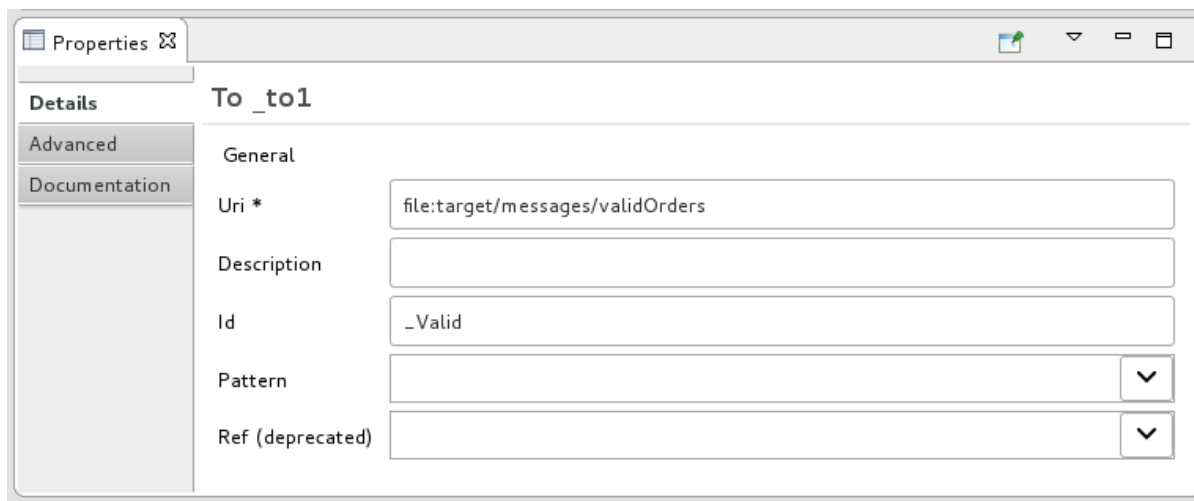 Properties
Details
Advanced
Documentation
To _to1
General
Uri *
file:target/messages/validOrders
Description
Id
_Valid
Pattern
Ref (deprecated)